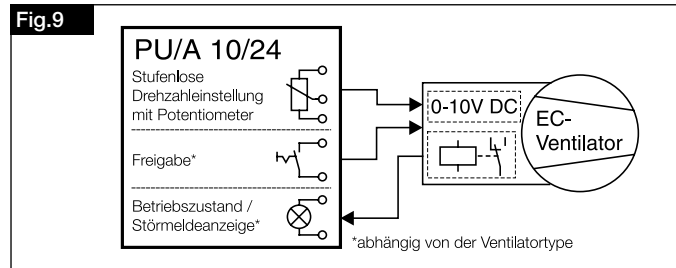 Fig.9
PU/A 10/24
Stufenlose
Drehzahleinstellung
mit Potentiometer
Freigabe*
Betriebszustand /
Störmeldeanzeige*
0-10V DC
EC-
Ventilator
*abhängig von der Ventilatortype